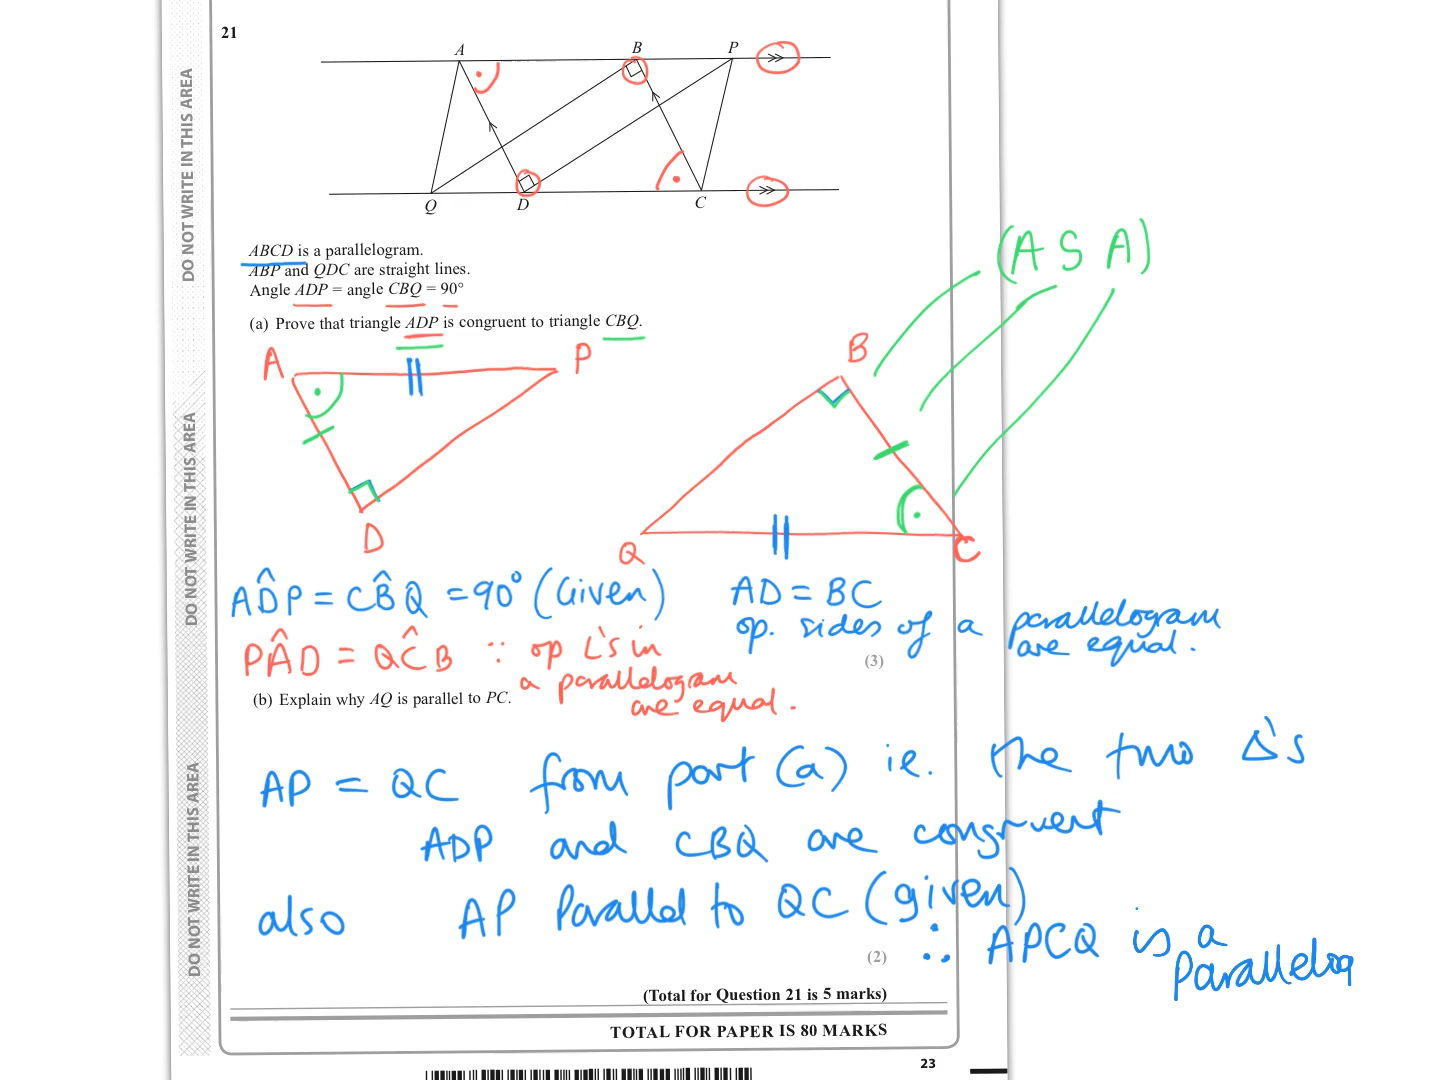 21
A B P
Q D C
DO NOT WRITE IN THIS AREA
DO NOT WRITE IN THIS AREA
DO NOT WRITE IN THIS AREA
ABCD is a parallelogram.
ABP and QDC are straight lines.
Angle ADP = angle CBQ = 90°
(a) Prove that triangle ADP is congruent to triangle CBQ.
(A S A)
A P
D
B
Q C
AD̂P = CB̂Q = 90° (Given)
AD = BC
op. sides of a parallelogram
are equal.
PÂD = QĈB ∵ op L's in
a parallelogram
are equal.
(3)
(b) Explain why AQ is parallel to PC.
AP = QC from part (a) ie. the two Δ's
ADP and CBQ are congruent
also AP Parallel to QC (given)
∴ APCQ is a
Parallelog
(2)
(Total for Question 21 is 5 marks)
TOTAL FOR PAPER IS 80 MARKS
23